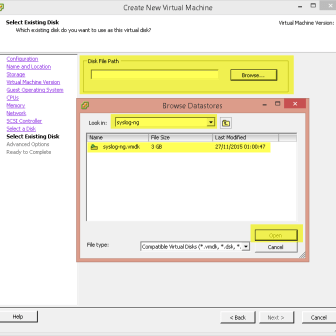 Create New Virtual Machine
Select Existing Disk
Which existing disk do you want to use as this virtual disk?
Virtual Machine Version:
Configuration
Name and Location
Storage
Virtual Machine Version
Guest Operating System
CPUs
Memory
Network
SCSI Controller
Select a Disk
Select Existing Disk
Advanced Options
Ready to Complete
Disk File Path
Browse...
Browse Datastores
Look in: syslog-ng
Name File Size Last Modified
syslog-ng.vmdk 3 GB 27/11/2015 01:00:47
Open
File type: Compatible Virtual Disks (*.vmdk, *.dsk, *.
Cancel
Help < Back Next > Cancel